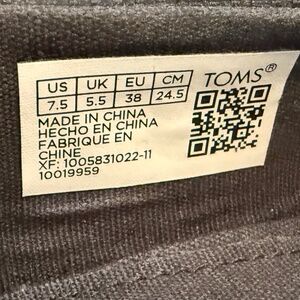 US UK EU CM TOMS®
7.5 5.5 38 24.5
MADE IN CHINA
HECHO EN CHINA
FABRIQUE EN
CHINE
XF: 1005831022-11
10019959